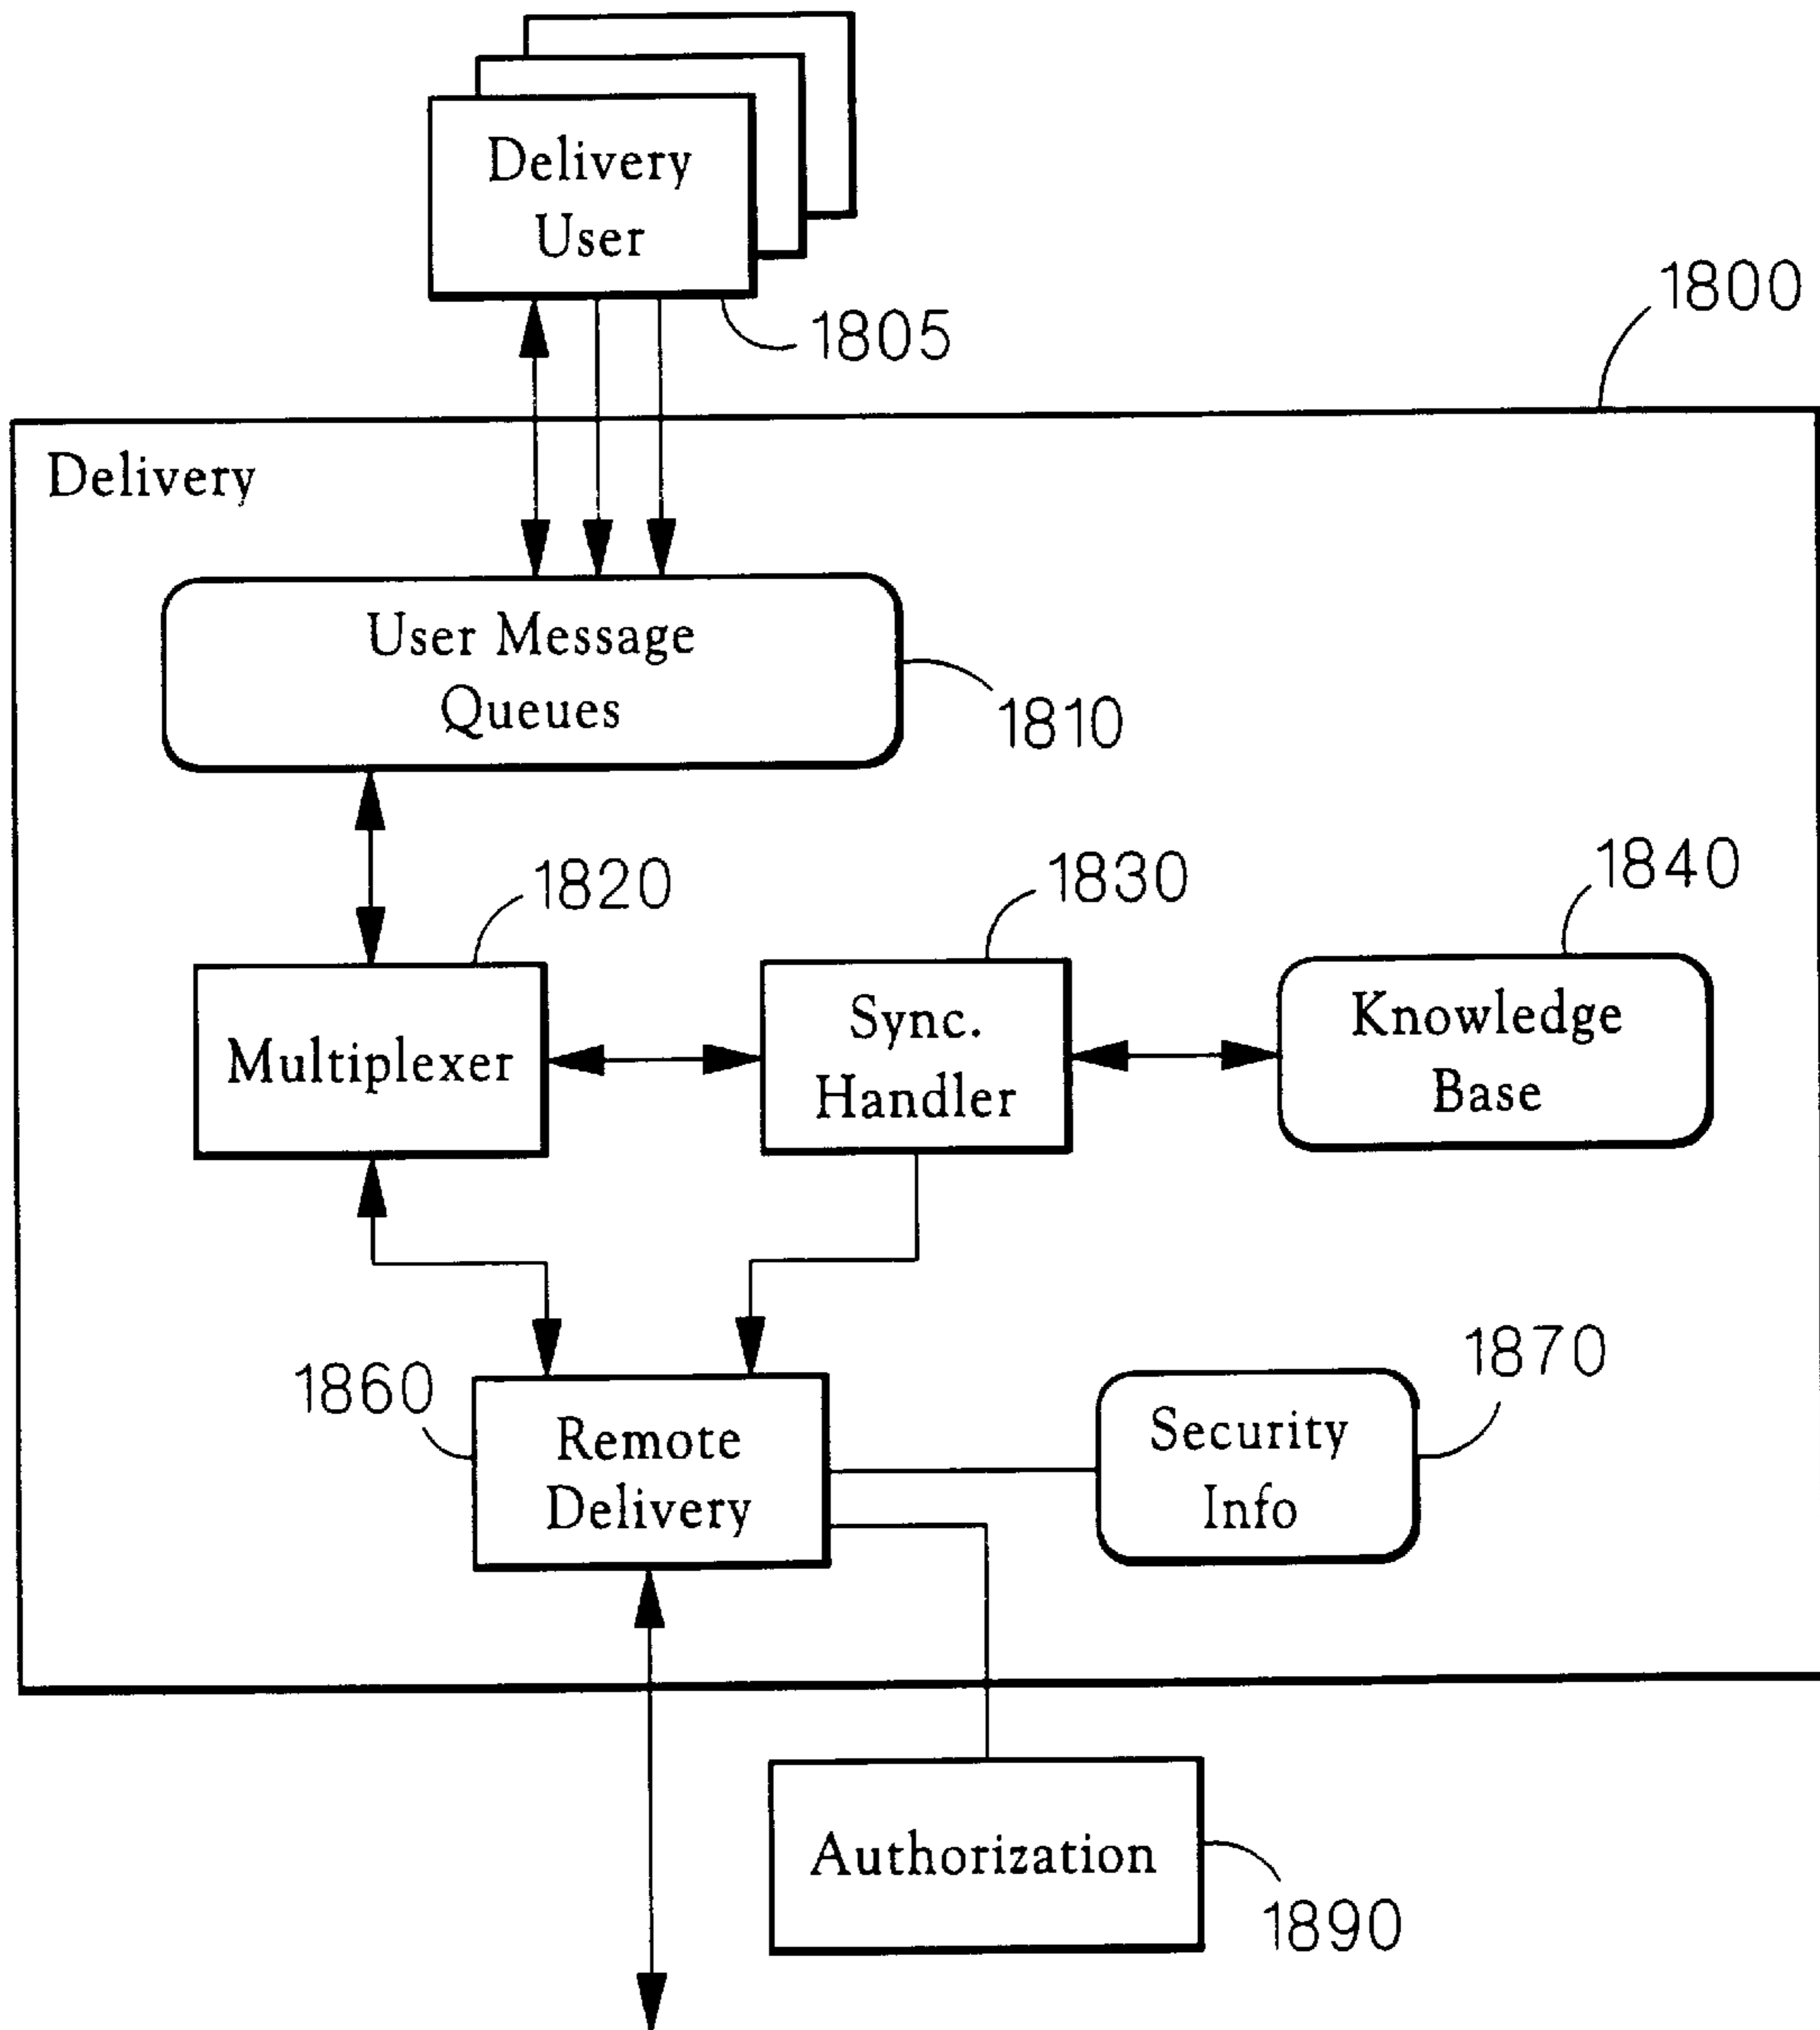 Delivery
User
1805
1800
Delivery
User Message
Queues
1810
1820
1830
1840
Multiplexer
Sync.
Handler
Knowledge
Base
1860
Remote
Delivery
Security
Info
1870
Authorization
1890